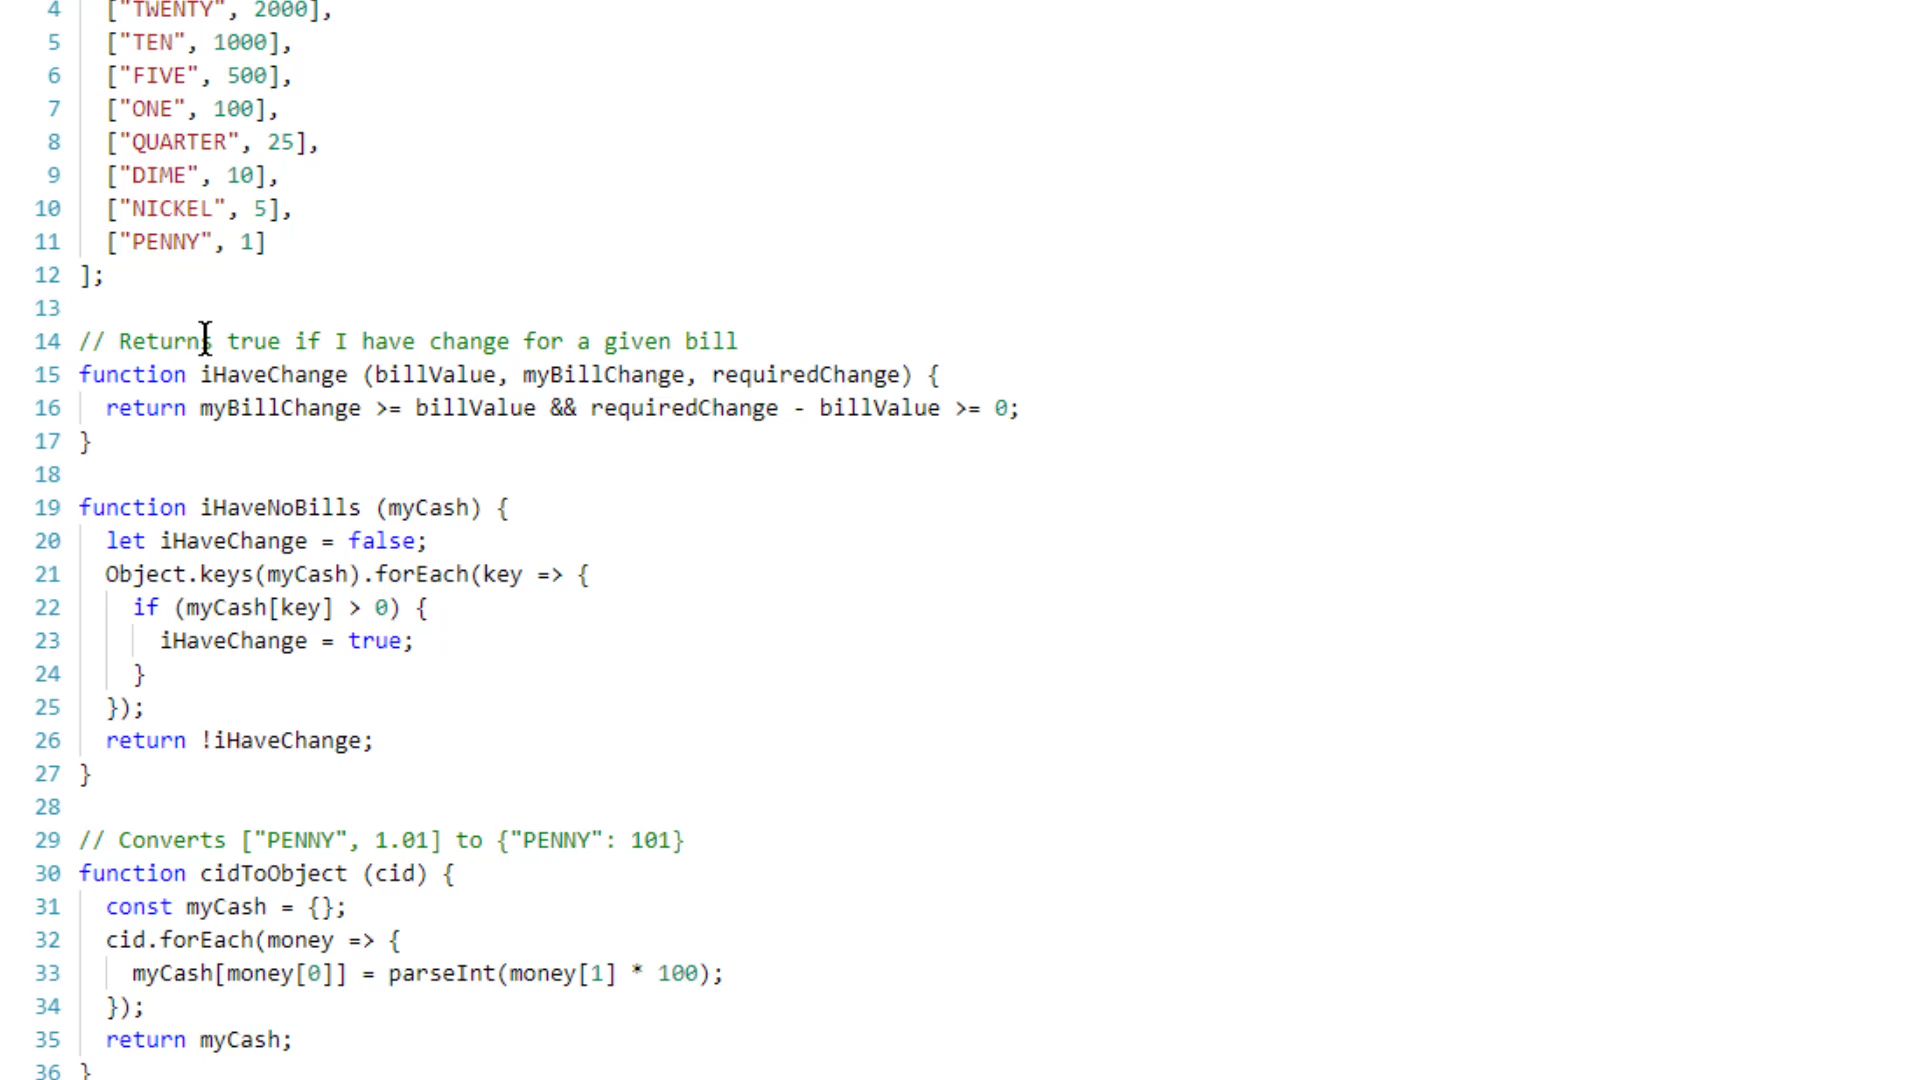 4 ["TWENTY", 2000],
5 ["TEN", 1000],
6 ["FIVE", 500],
7 ["ONE", 100],
8 ["QUARTER", 25],
9 ["DIME", 10],
10 ["NICKEL", 5],
11 ["PENNY", 1]
12 ];
13
14 // Returns true if I have change for a given bill
15 function iHaveChange (billValue, myBillChange, requiredChange) {
16 return myBillChange >= billValue && requiredChange - billValue >= 0;
17 }
18
19 function iHaveNoBills (myCash) {
20 let iHaveChange = false;
21 Object.keys(myCash).forEach(key => {
22 if (myCash[key] > 0) {
23 iHaveChange = true;
24 }
25 });
26 return !iHaveChange;
27 }
28
29 // Converts ["PENNY", 1.01] to {"PENNY": 101}
30 function cidToObject (cid) {
31 const myCash = {};
32 cid.forEach(money => {
33 myCash[money[0]] = parseInt(money[1] * 100);
34 });
35 return myCash;
36 }